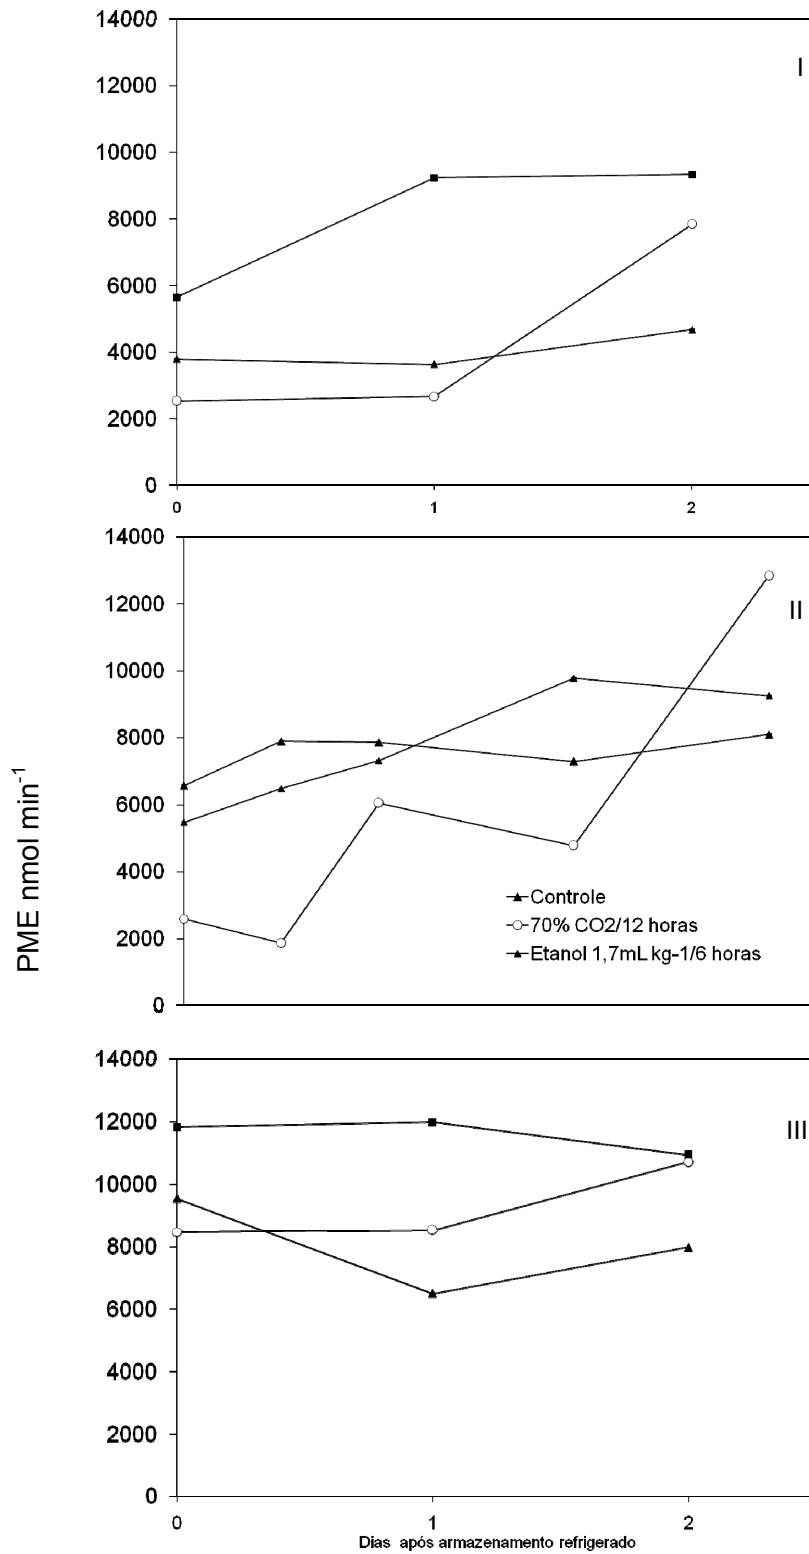 14000
I
12000
10000
8000
6000
4000
2000
0
0 1 2
14000
II
12000
10000
8000
6000
4000
2000
0
Controle
70% CO2/12 horas
Etanol 1,7mL kg-1/6 horas
PME nmol min-1
14000
III
12000
10000
8000
6000
4000
2000
0
0 1 2
Dias após armazenamento refrigerado